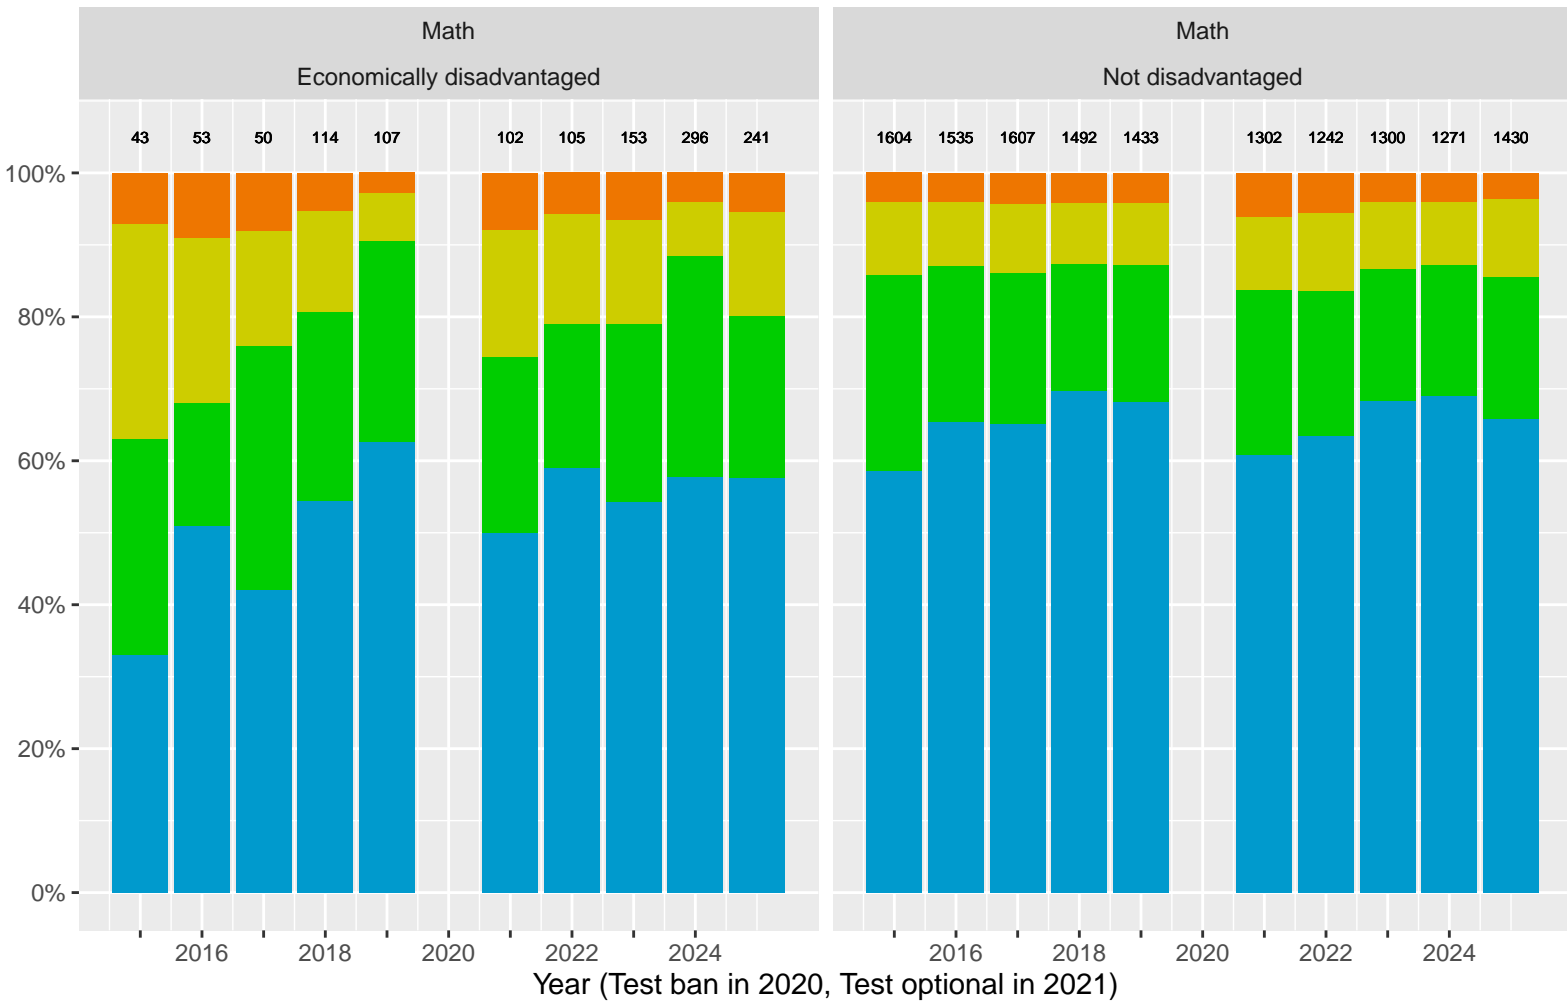 Math
Math
Economically disadvantaged
Not disadvantaged
43 53 50 114 107 102 105 153 296 241
1604 1535 1607 1492 1433 1302 1242 1300 1271 1430
100%
80%
60%
40%
20%
0%
2016 2018 2020 2022 2024
2016 2018 2020 2022 2024
Year (Test ban in 2020, Test optional in 2021)